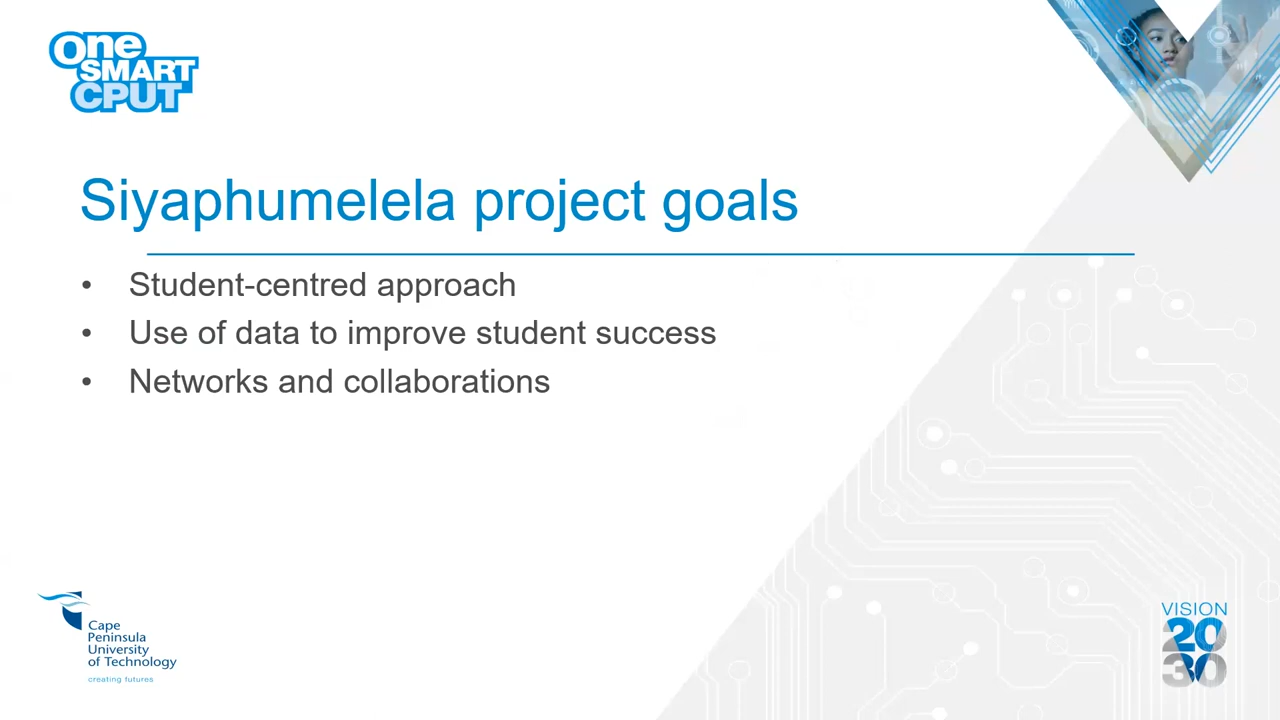 One
SMART
CPUT
Siyaphumelela project goals
• Student-centred approach
• Use of data to improve student success
• Networks and collaborations
Cape
Peninsula
University
of Technology
creating futures
VISION
20
30